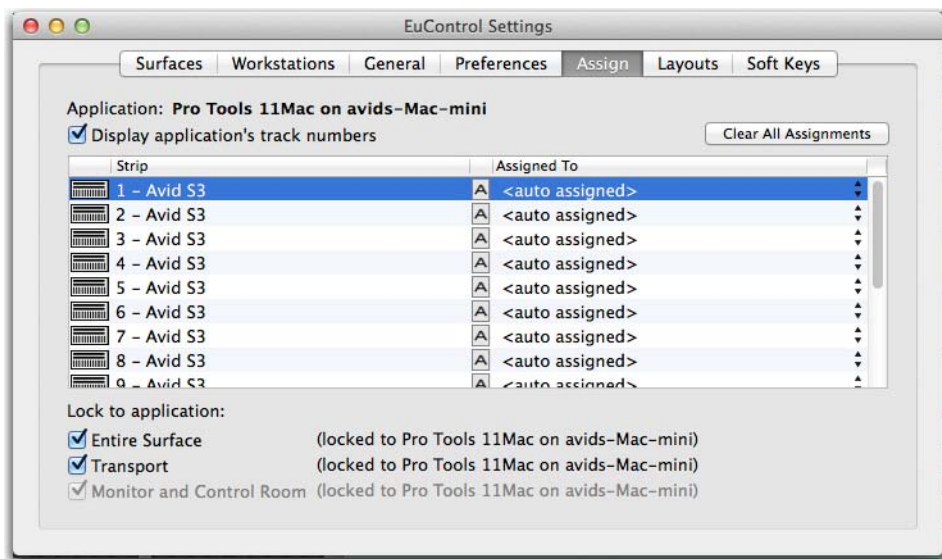 EuControl Settings
Surfaces Workstations General Preferences Assign Layouts Soft Keys
Application: Pro Tools 11Mac on avids-Mac-mini
Display application's track numbers Clear All Assignments
Strip Assigned To
1 – Avid S3 A <auto assigned>
2 – Avid S3 A <auto assigned>
3 – Avid S3 A <auto assigned>
4 – Avid S3 A <auto assigned>
5 – Avid S3 A <auto assigned>
6 – Avid S3 A <auto assigned>
7 – Avid S3 A <auto assigned>
8 – Avid S3 A <auto assigned>
9 – Avid S3 A <auto assigned>
Lock to application:
Entire Surface (locked to Pro Tools 11Mac on avids-Mac-mini)
Transport (locked to Pro Tools 11Mac on avids-Mac-mini)
Monitor and Control Room (locked to Pro Tools 11Mac on avids-Mac-mini)